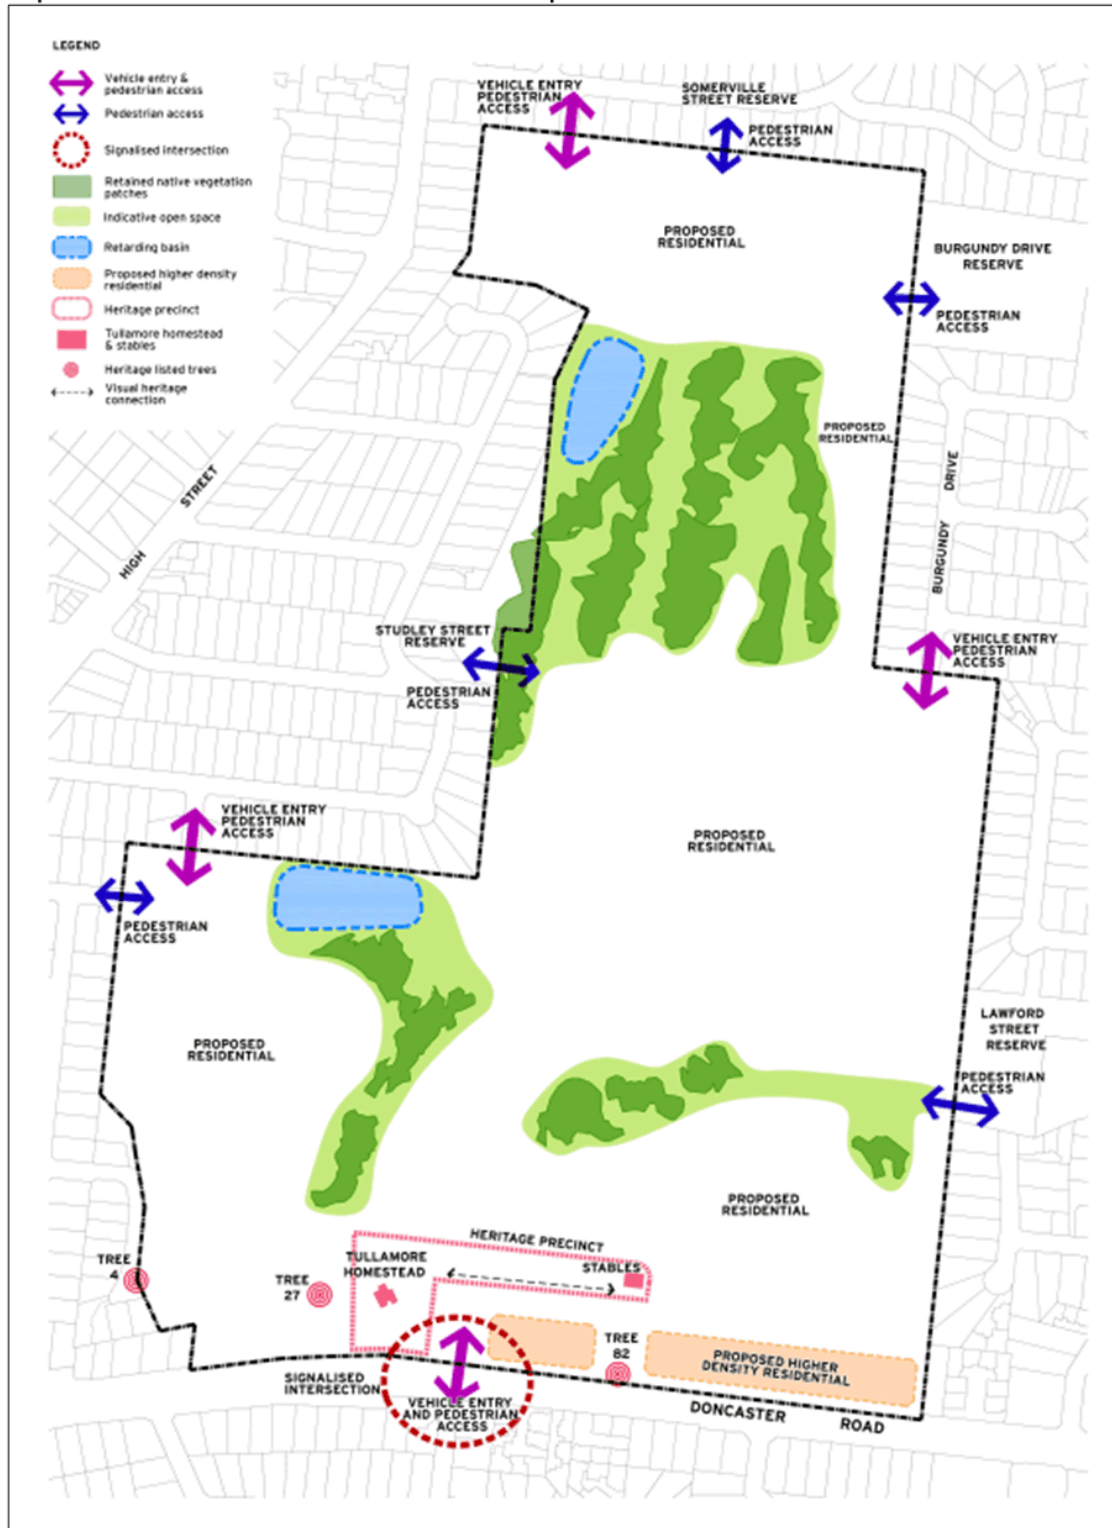 LEGEND
Vehicle entry &
pedestrian access
Pedestrian access
Signalised intersection
Retained native vegetation
patches
Indicative open space
Retarding basin
Proposed higher density
residential
Heritage precinct
Tullamore homestead
& stables
Heritage listed trees
Visual heritage
connection
VEHICLE ENTRY
PEDESTRIAN
ACCESS
SOMERVILLE
STREET RESERVE
PEDESTRIAN
ACCESS
PROPOSED
RESIDENTIAL
BURGUNDY DRIVE
RESERVE
PEDESTRIAN
ACCESS
PROPOSED
RESIDENTIAL
BURGUNDY DRIVE
HIGH STREET
STUDLEY STREET
RESERVE
PEDESTRIAN
ACCESS
VEHICLE ENTRY
PEDESTRIAN
ACCESS
VEHICLE ENTRY
PEDESTRIAN
ACCESS
PROPOSED
RESIDENTIAL
PEDESTRIAN
ACCESS
PROPOSED
RESIDENTIAL
LAWFORD
STREET
RESERVE
PEDESTRIAN
ACCESS
PROPOSED
RESIDENTIAL
HERITAGE PRECINCT
TULLAMORE
HOMESTEAD
STABLES
TREE
4
TREE
27
TREE
82
PROPOSED HIGHER
DENSITY RESIDENTIAL
SIGNALISED
INTERSECTION
VEHICLE ENTRY
AND PEDESTRIAN
ACCESS
DONCASTER ROAD